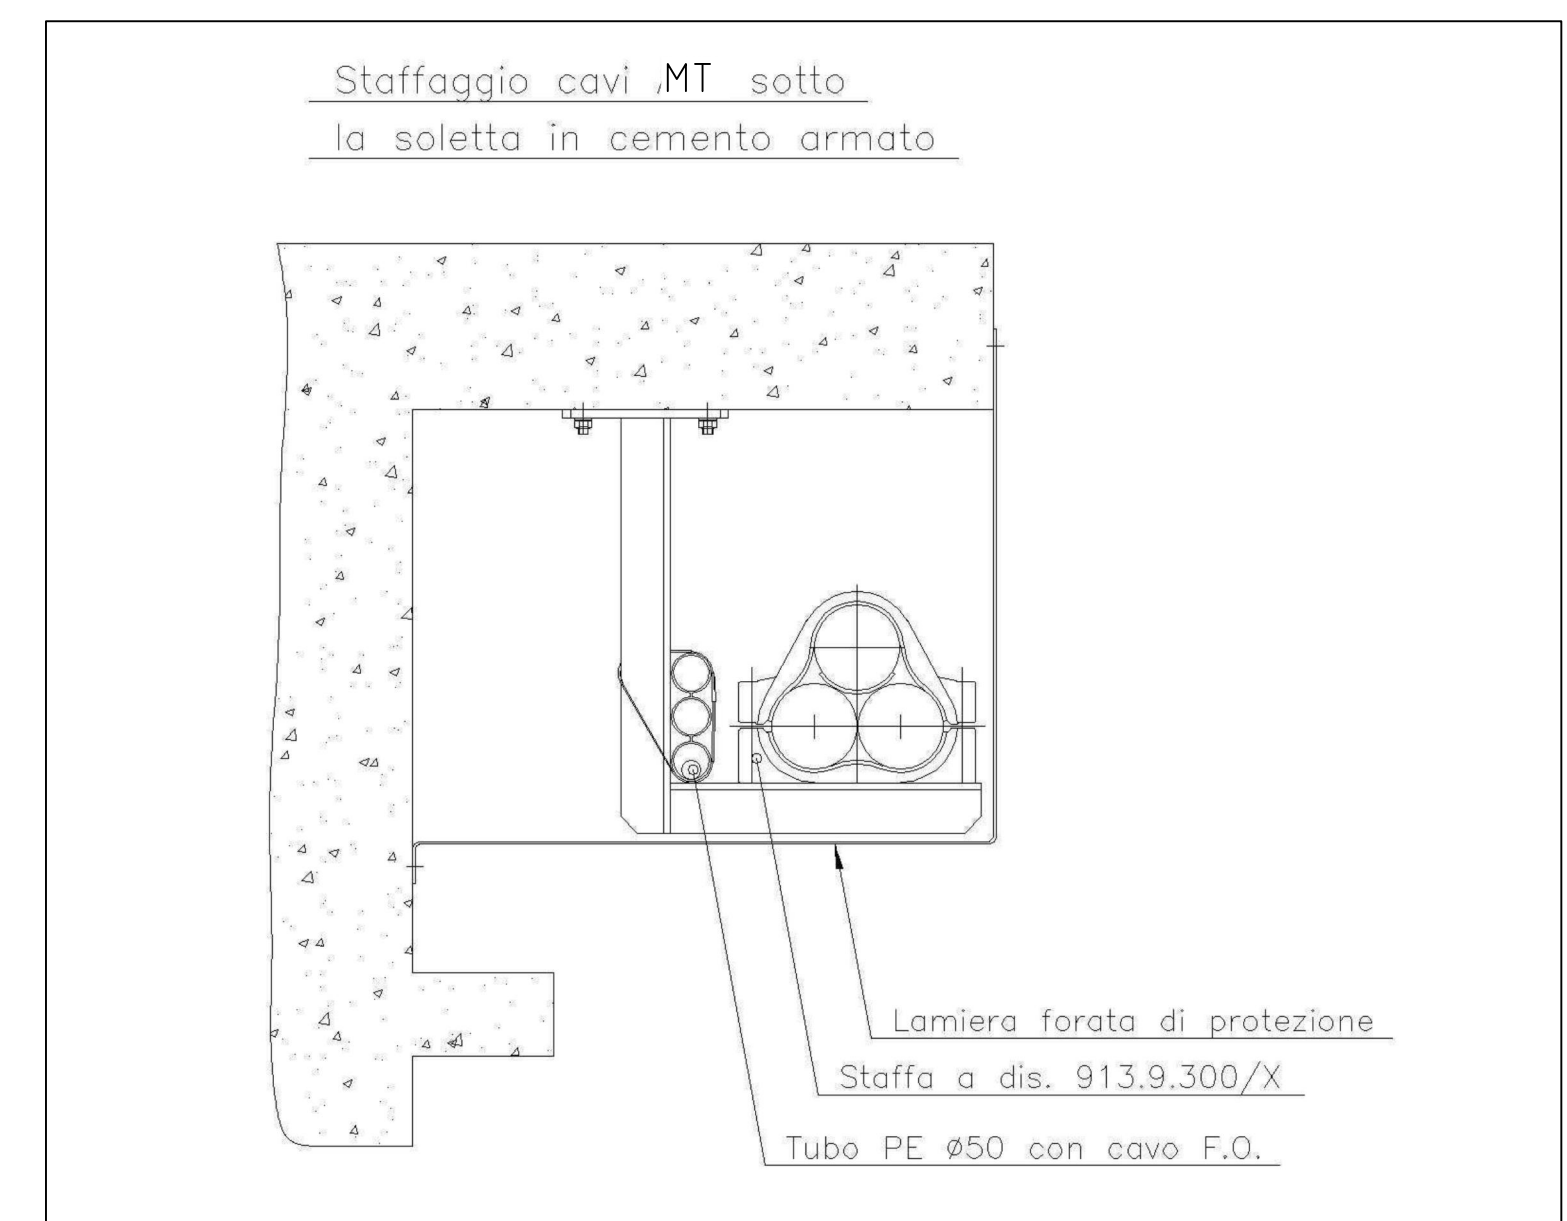 Staffaggio cavi MT sotto
la soletta in cemento armato
Lamiera forata di protezione
Staffa a dis. 913.9.300/X
Tubo PE ø50 con cavo F.O.